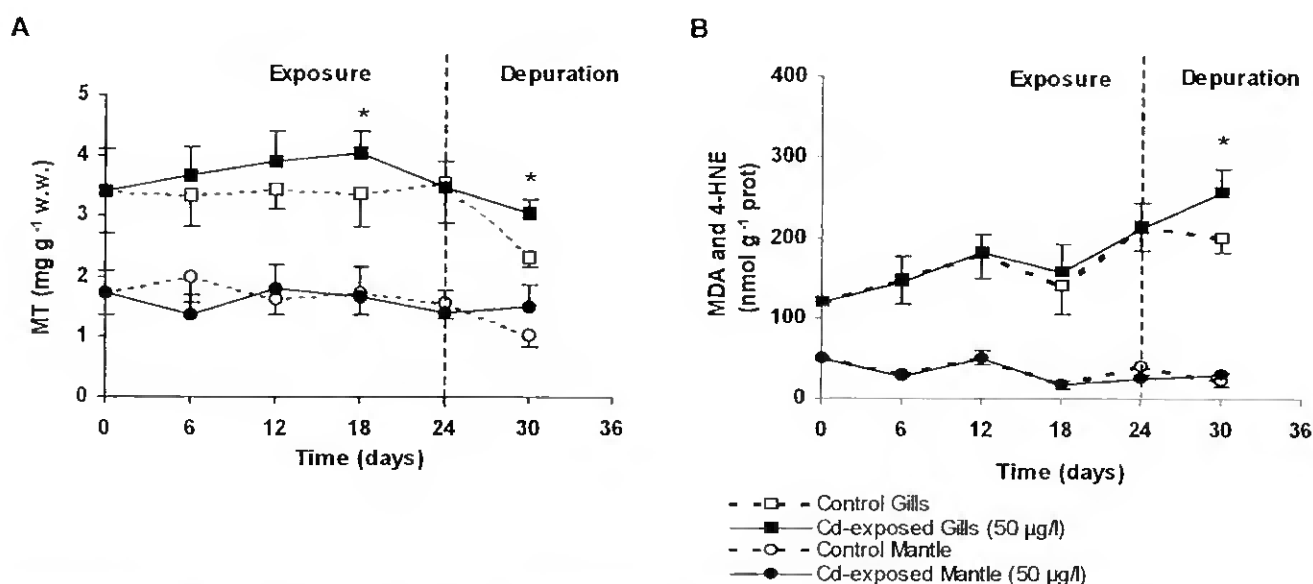 A
Exposure
Depuration
MT (mg g⁻¹ w.w.)
5
4
3
2
1
0
*
*
0 6 12 18 24 30 36
Time (days)
B
Exposure
Depuration
MDA and 4-HNE
(nmol g⁻¹ prot)
400
300
200
100
0
*
0 6 12 18 24 30 36
Time (days)
Control Gills
Cd-exposed Gills (50 µg/l)
Control Mantle
Cd-exposed Mantle (50 µg/l)